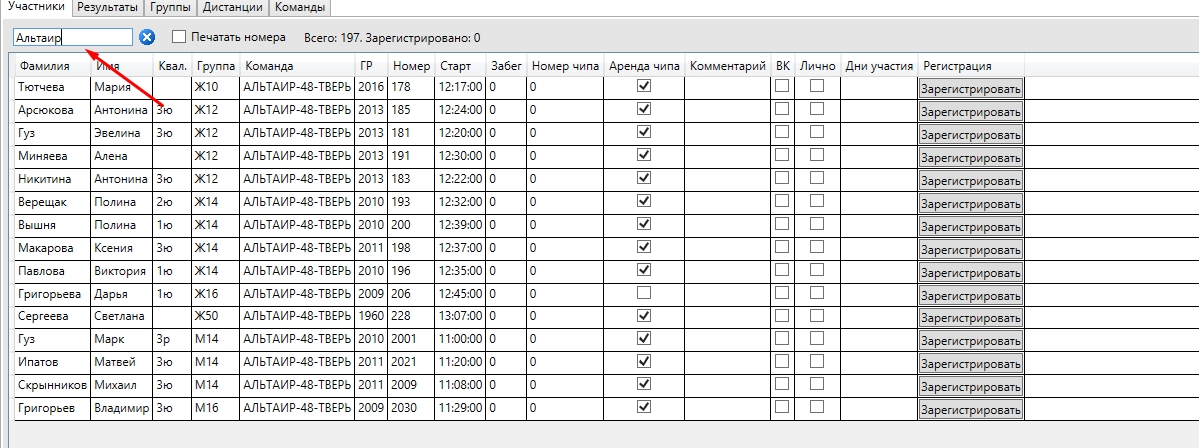 Участники Результаты Группы Дистанции Команды
Альтаир Печатать номера Всего: 197. Зарегистрировано: 0
Фамилия Имя Квал. Группа Команда ГР Номер Старт Забег Номер чипа Аренда чипа Комментарий ВК Лично Дни участия Регистрация
Тютчева Мария Ж10 АЛЬТАИР-48-ТВЕРЬ 2016 178 12:17:00 0 0 Зарегистрировать
Арсюкова Антонина 3ю Ж12 АЛЬТАИР-48-ТВЕРЬ 2013 185 12:24:00 0 0 Зарегистрировать
Гуз Эвелина 3ю Ж12 АЛЬТАИР-48-ТВЕРЬ 2013 181 12:20:00 0 0 Зарегистрировать
Миняева Алена Ж12 АЛЬТАИР-48-ТВЕРЬ 2013 191 12:30:00 0 0 Зарегистрировать
Никитина Антонина 3ю Ж12 АЛЬТАИР-48-ТВЕРЬ 2013 183 12:22:00 0 0 Зарегистрировать
Верещак Полина 2ю Ж14 АЛЬТАИР-48-ТВЕРЬ 2010 193 12:32:00 0 0 Зарегистрировать
Вышня Полина 1ю Ж14 АЛЬТАИР-48-ТВЕРЬ 2010 200 12:39:00 0 0 Зарегистрировать
Макарова Ксения 3ю Ж14 АЛЬТАИР-48-ТВЕРЬ 2011 198 12:37:00 0 0 Зарегистрировать
Павлова Виктория 1ю Ж14 АЛЬТАИР-48-ТВЕРЬ 2010 196 12:35:00 0 0 Зарегистрировать
Григорьева Дарья 1ю Ж16 АЛЬТАИР-48-ТВЕРЬ 2009 206 12:45:00 0 0 Зарегистрировать
Сергеева Светлана Ж50 АЛЬТАИР-48-ТВЕРЬ 1960 228 13:07:00 0 0 Зарегистрировать
Гуз Марк 3р М14 АЛЬТАИР-48-ТВЕРЬ 2010 2001 11:00:00 0 0 Зарегистрировать
Ипатов Матвей 3ю М14 АЛЬТАИР-48-ТВЕРЬ 2011 2021 11:20:00 0 0 Зарегистрировать
Скрынников Михаил 3ю М14 АЛЬТАИР-48-ТВЕРЬ 2011 2009 11:08:00 0 0 Зарегистрировать
Григорьев Владимир 3ю М16 АЛЬТАИР-48-ТВЕРЬ 2009 2030 11:29:00 0 0 Зарегистрировать